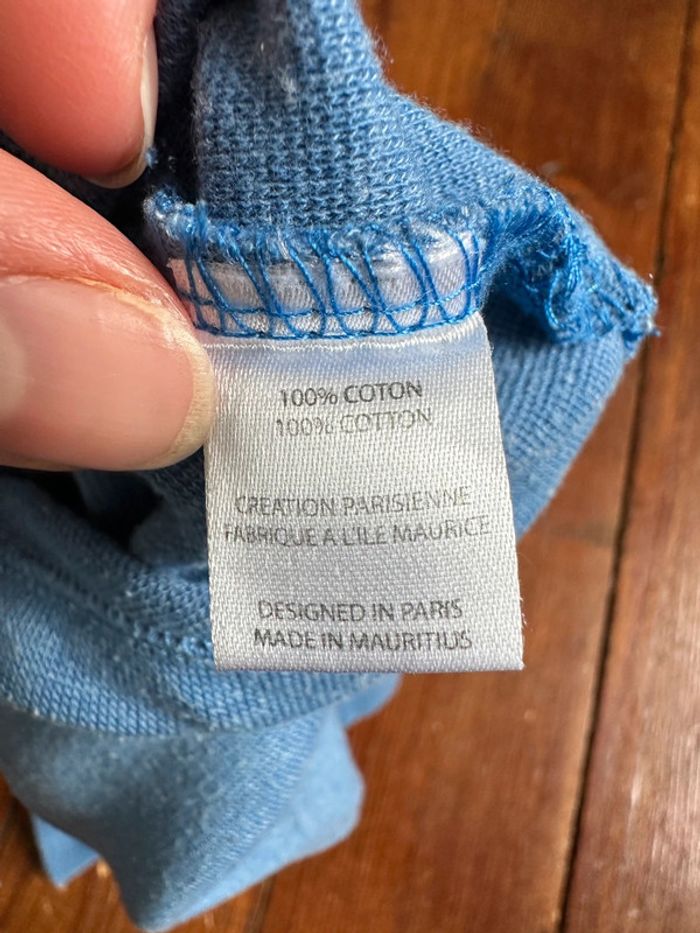 100% COTON
100% COTTON
CREATION PARISIENNE
FABRIQUE A L'ILE MAURICE
DESIGNED IN PARIS
MADE IN MAURITIUS